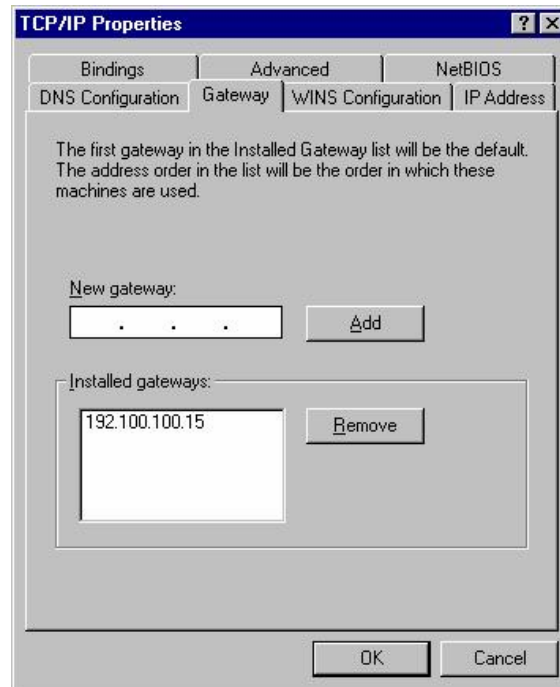 TCP/IP Properties
Bindings
Advanced
NetBIOS
DNS Configuration
Gateway
WINS Configuration
IP Address
The first gateway in the Installed Gateway list will be the default.
The address order in the list will be the order in which these
machines are used.
New gateway:
. . .
Add
Installed gateways:
192.100.100.15
Remove
OK
Cancel